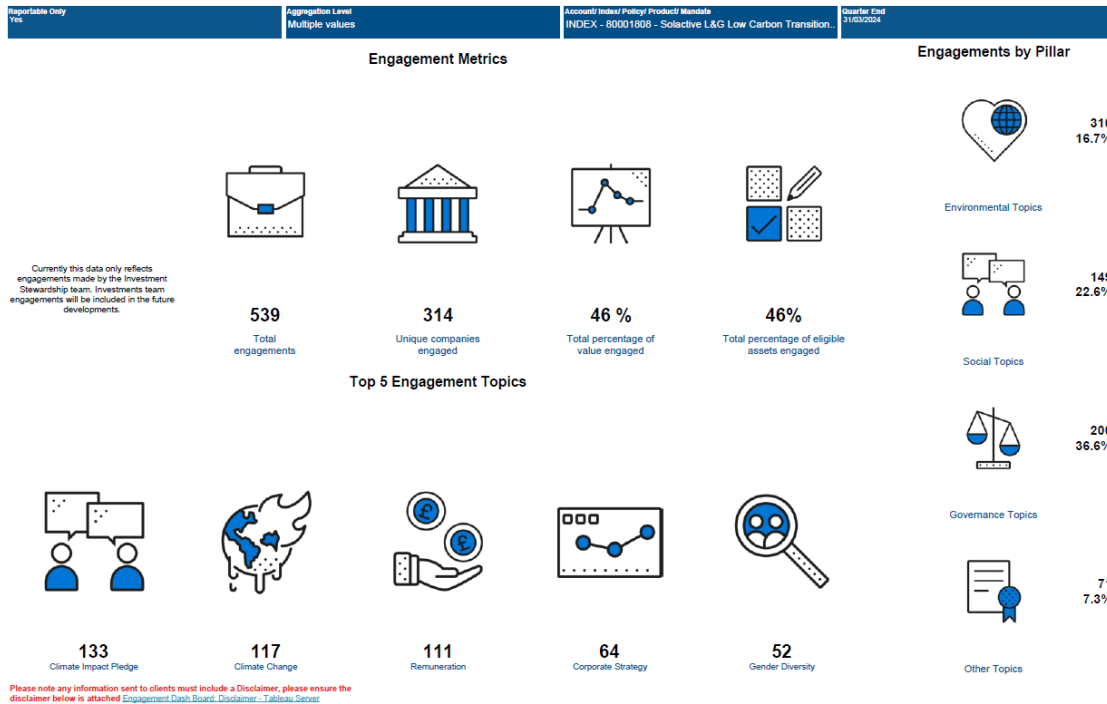 Reportable Only
Yes
Aggregation Level
Multiple values
Account/ Index/ Policy/ Product/ Mandate
INDEX - 80001808 - Solactive L&G Low Carbon Transition..
Quarter End
31/03/2024
Engagement Metrics
Currently this data only reflects
engagements made by the Investment
Stewardship team. Investments team
engagements will be included in the future
developments.
539
Total
engagements
314
Unique companies
engaged
46 %
Total percentage of
value engaged
46%
Total percentage of eligible
assets engaged
Top 5 Engagement Topics
133
Climate Impact Pledge
117
Climate Change
111
Remuneration
64
Corporate Strategy
52
Gender Diversity
Engagements by Pillar
16.7%
Environmental Topics
22.6%
Social Topics
36.6%
Governance Topics
7.3%
Other Topics
Please note any information sent to clients must include a Disclaimer, please ensure the
disclaimer below is attached Engagement Dash Board: Disclaimer - Tableau Server